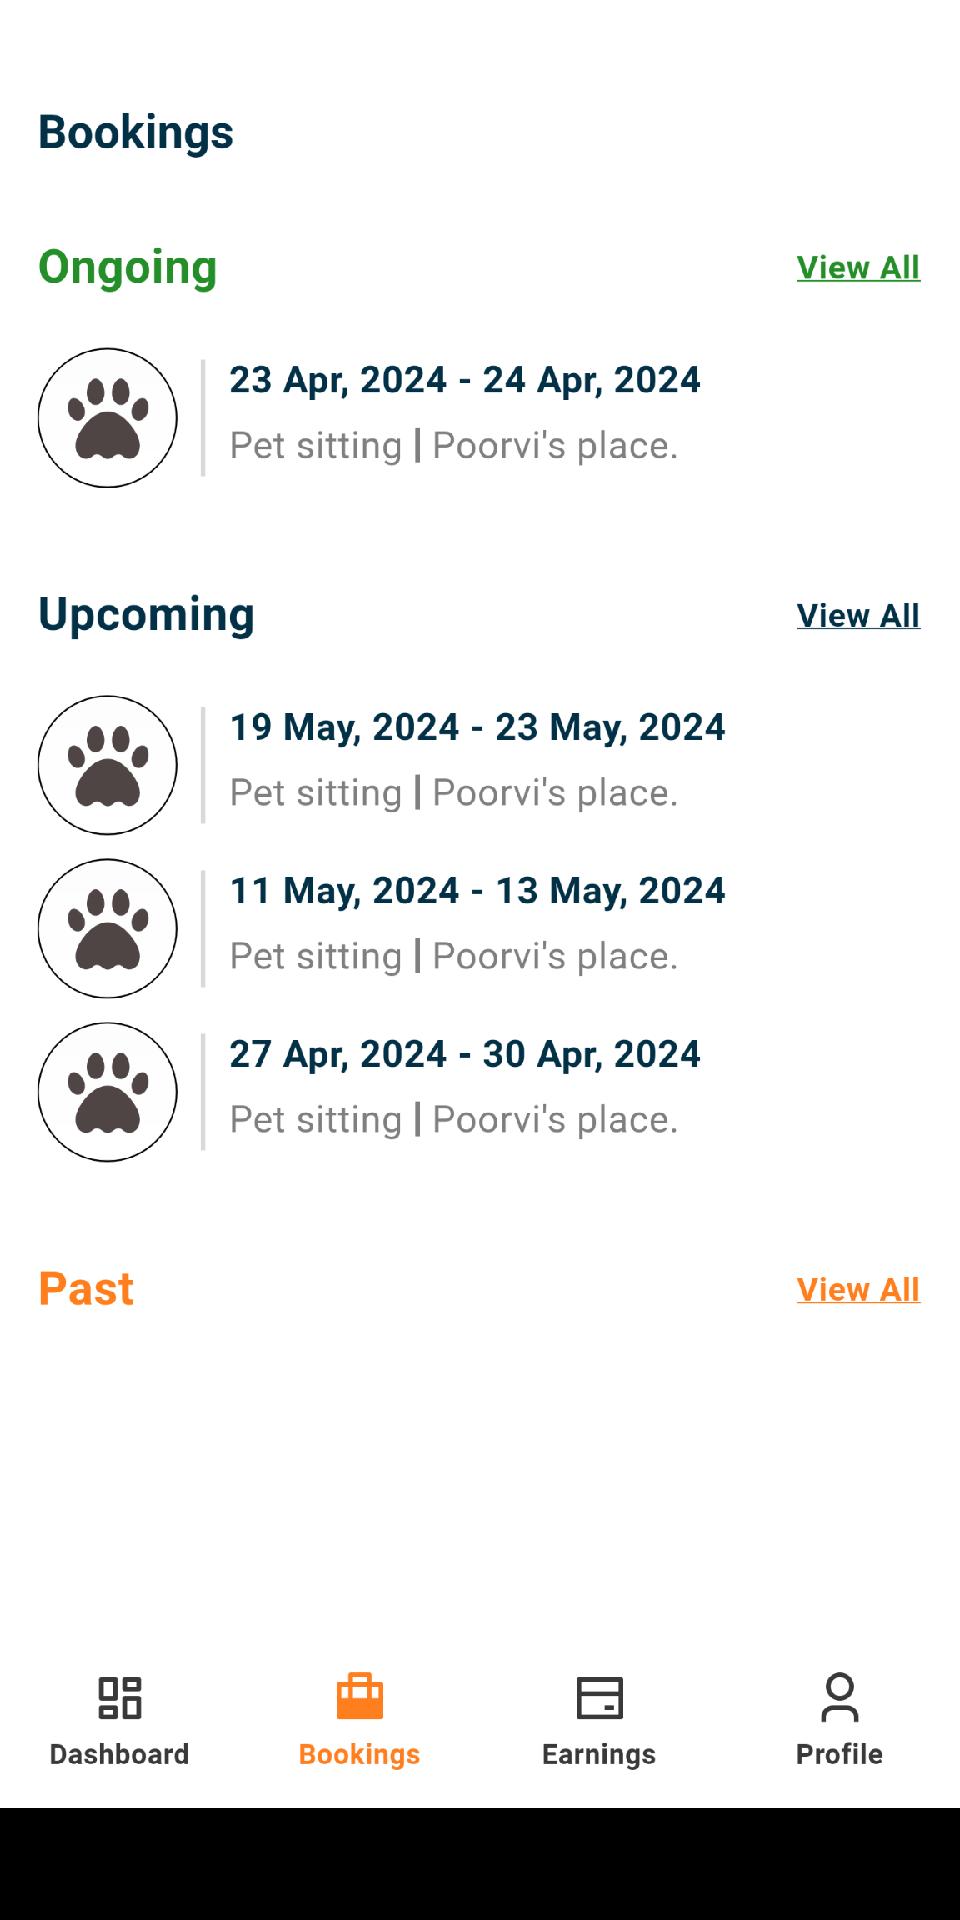 Bookings
Ongoing View All
23 Apr, 2024 - 24 Apr, 2024
Pet sitting | Poorvi's place.
Upcoming View All
19 May, 2024 - 23 May, 2024
Pet sitting | Poorvi's place.
11 May, 2024 - 13 May, 2024
Pet sitting | Poorvi's place.
27 Apr, 2024 - 30 Apr, 2024
Pet sitting | Poorvi's place.
Past View All
Dashboard Bookings Earnings Profile